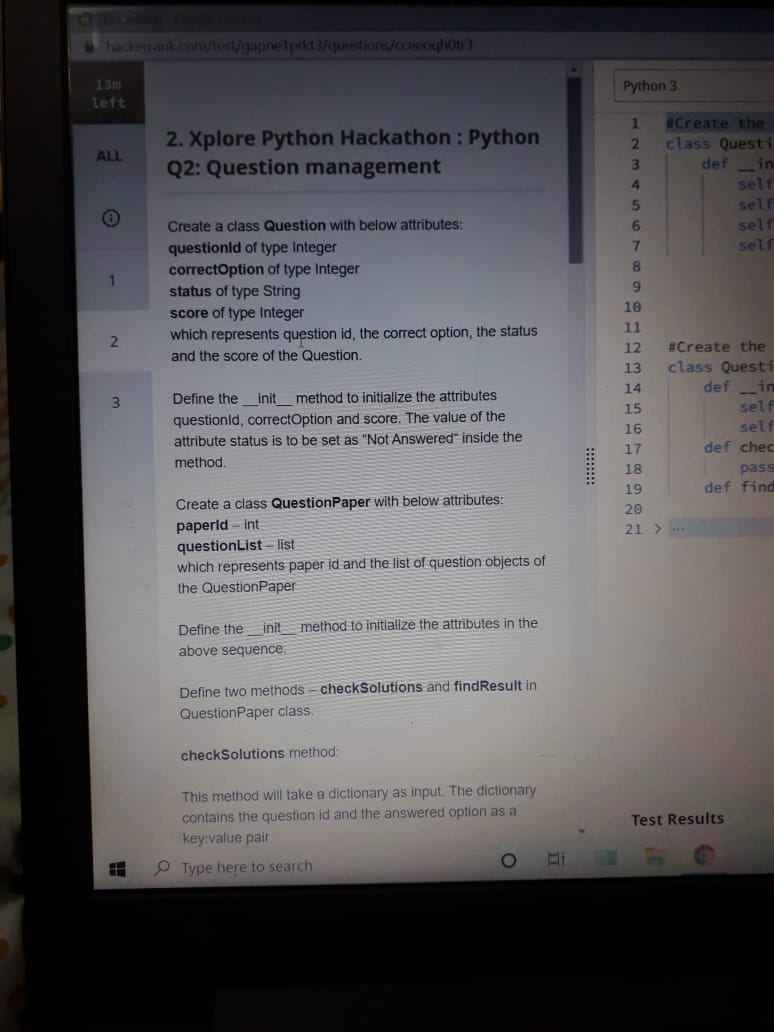 hackerrank.com/test/gapne1prkt3/questions/cceeoqh0tr3
13m
left
ALL
1
2
3
2. Xplore Python Hackathon : Python
Q2: Question management
Create a class Question with below attributes:
questionId of type Integer
correctOption of type Integer
status of type String
score of type Integer
which represents question id, the correct option, the status
and the score of the Question.
Define the __init__ method to initialize the attributes
questionId, correctOption and score. The value of the
attribute status is to be set as "Not Answered" inside the
method.
Create a class QuestionPaper with below attributes:
paperId – int
questionList – list
which represents paper id and the list of question objects of
the QuestionPaper
Define the __init__ method to initialize the attributes in the
above sequence.
Define two methods – checkSolutions and findResult in
QuestionPaper class.
checkSolutions method:
This method will take a dictionary as input. The dictionary
contains the question id and the answered option as a
key:value pair
Python 3
1 #Create the
2 class Questi
3 def __in
4 self
5 self
6 self
7 self
8
9
10
11
12 #Create the
13 class Questi
14 def __in
15 self
16 self
17 def chec
18 pass
19 def find
20
21 > ...
Test Results
Type here to search